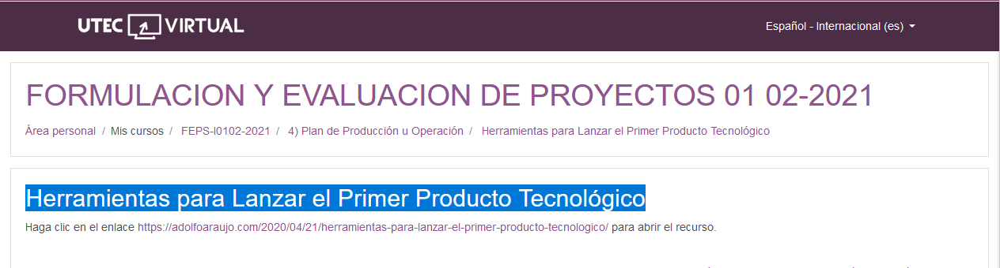 UTEC VIRTUAL
Español - Internacional (es)
FORMULACION Y EVALUACION DE PROYECTOS 01 02-2021
Área personal / Mis cursos / FEPS-I0102-2021 / 4) Plan de Producción u Operación / Herramientas para Lanzar el Primer Producto Tecnológico
Herramientas para Lanzar el Primer Producto Tecnológico
Haga clic en el enlace https://adolfoaraujo.com/2020/04/21/herramientas-para-lanzar-el-primer-producto-tecnologico/ para abrir el recurso.